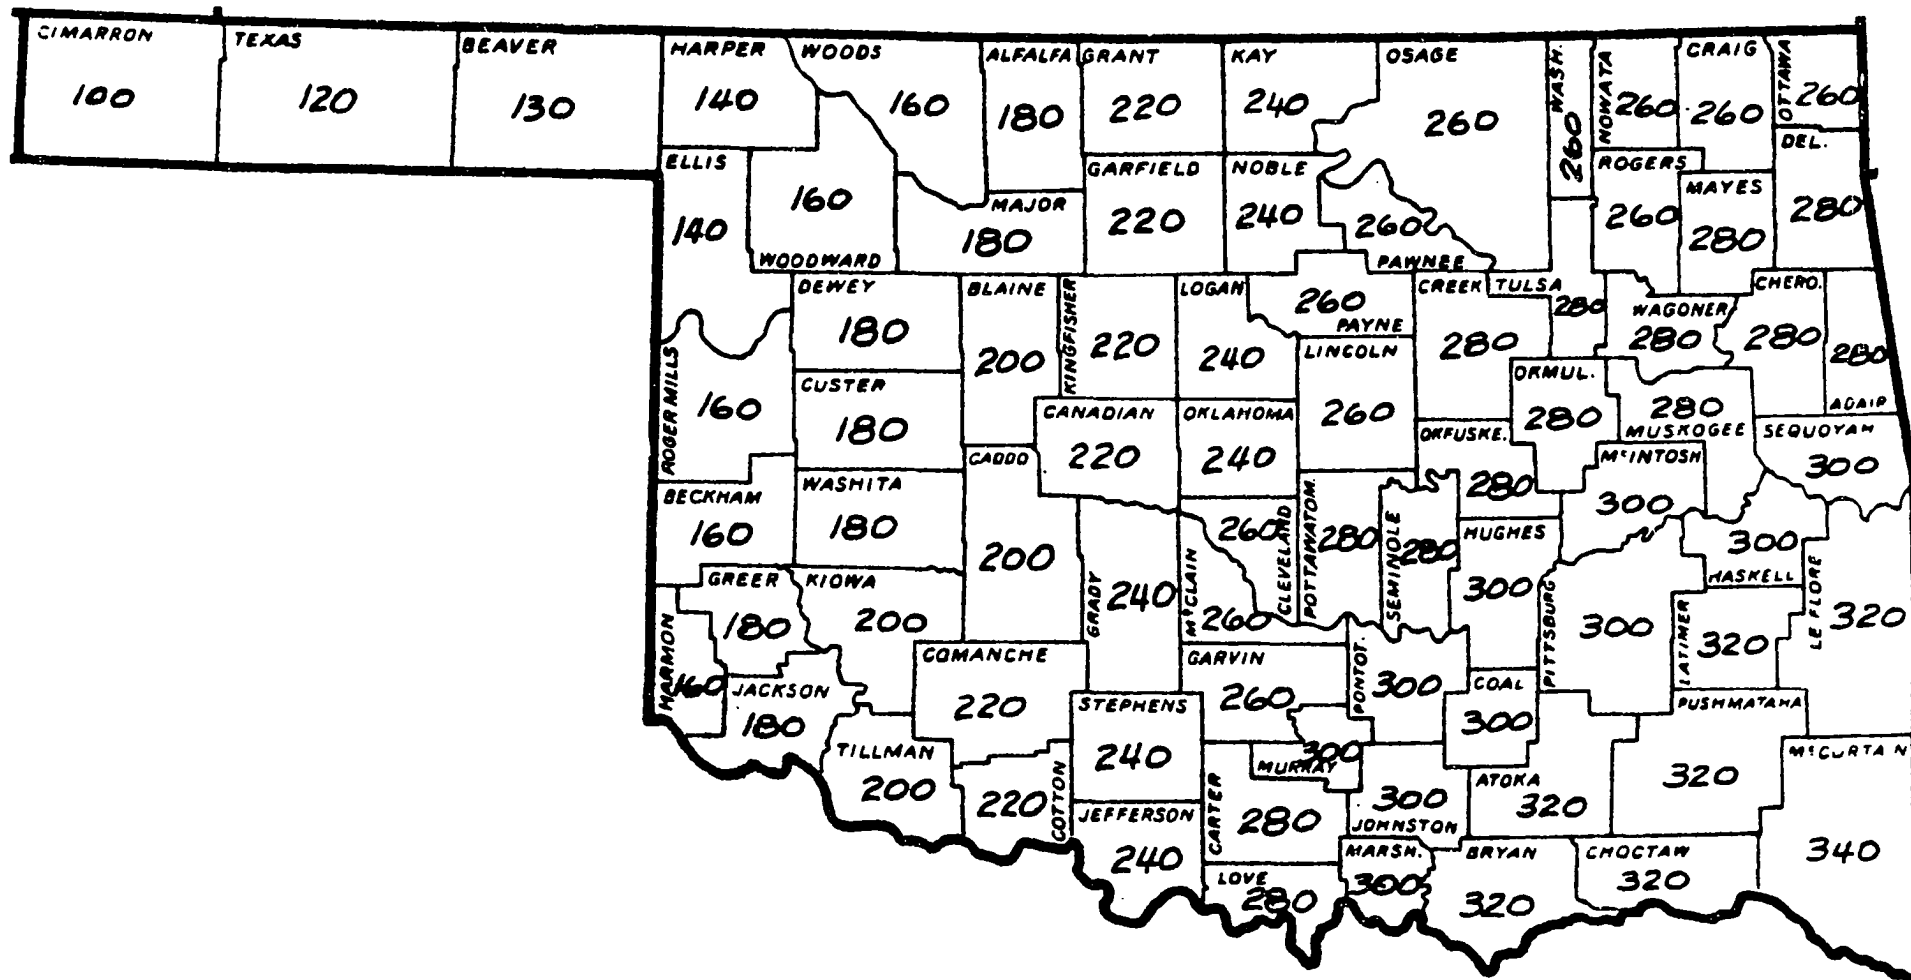 CIMARRON
100
TEXAS
120
BEAVER
130
HARPER
140
WOODS
160
ALFALFA
180
GRANT
220
KAY
240
OSAGE
260
WASH.
260
NOWATA
260
CRAIG
260
OTTAWA
260
ELLIS
140
160
WOODWARD
MAJOR
180
GARFIELD
220
NOBLE
240
260
PAWNEE
ROGERS
260
MAYES
280
DEL.
280
DEWEY
180
BLAINE
200
KINGFISHER
220
LOGAN
240
260
PAYNE
CREEK
280
TULSA
280
WAGONER
280
CHERO.
280
280
ADAIR
ROGER MILLS
160
CUSTER
180
CANADIAN
220
OKLAHOMA
240
LINCOLN
260
OKFUSKE.
280
OKMUL.
280
280
MUSKOGEE
SEQUOYAH
300
BECKHAM
160
WASHITA
180
CADDO
200
GRADY
240
McCLAIN
260
260
CLEVELAND
POTTAWATOM.
280
SEMINOLE
280
HUGHES
300
McINTOSH
300
300
HASKELL
HARMON
160
GREER
180
KIOWA
200
COMANCHE
220
GARVIN
260
PONTOT.
300
COAL
300
PITTSBURG
300
LATIMER
320
LE FLORE
320
JACKSON
180
TILLMAN
200
220
COTTON
STEPHENS
240
JEFFERSON
240
CARTER
280
300
MURRAY
300
JOHNSTON
ATOKA
320
PUSHMATAHA
320
McCURTAIN
340
LOVE
280
MARSH.
300
BRYAN
320
CHOCTAW
320